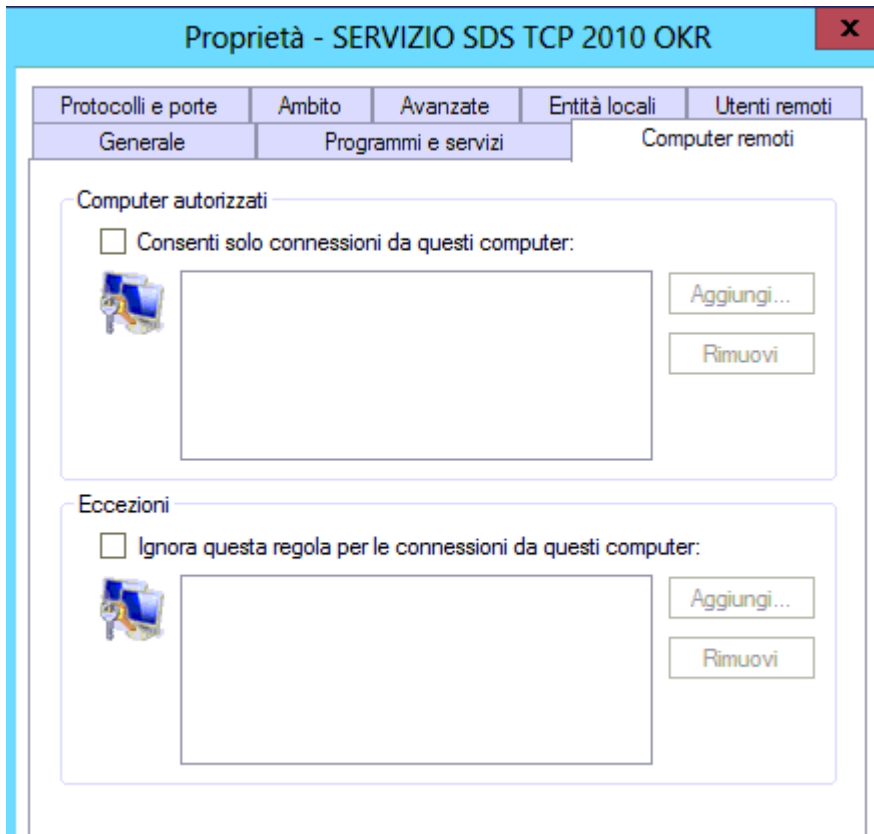 Proprietà - SERVIZIO SDS TCP 2010 OKR
x
Protocolli e porte
Ambito
Avanzate
Entità locali
Utenti remoti
Generale
Programmi e servizi
Computer remoti
Computer autorizzati
Consenti solo connessioni da questi computer:
Aggiungi...
Rimuovi
Eccezioni
Ignora questa regola per le connessioni da questi computer:
Aggiungi...
Rimuovi